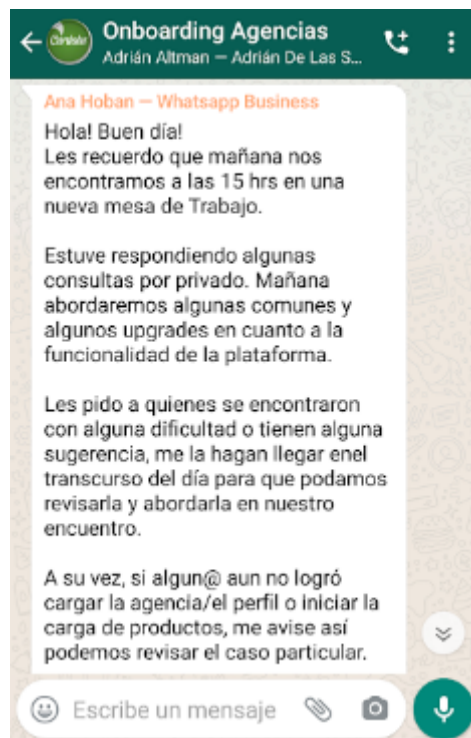 Onboarding Agencias
Adrián Altman — Adrián De Las S...
Ana Hoban — Whatsapp Business
Hola! Buen día!
Les recuerdo que mañana nos
encontramos a las 15 hrs en una
nueva mesa de Trabajo.
Estuve respondiendo algunas
consultas por privado. Mañana
abordaremos algunas comunes y
algunos upgrades en cuanto a la
funcionalidad de la plataforma.
Les pido a quienes se encontraron
con alguna dificultad o tienen alguna
sugerencia, me la hagan llegar enel
transcurso del día para que podamos
revisarla y abordarla en nuestro
encuentro.
A su vez, si algun@ aun no logró
cargar la agencia/el perfil o iniciar la
carga de productos, me avise así
podemos revisar el caso particular.
Escribe un mensaje